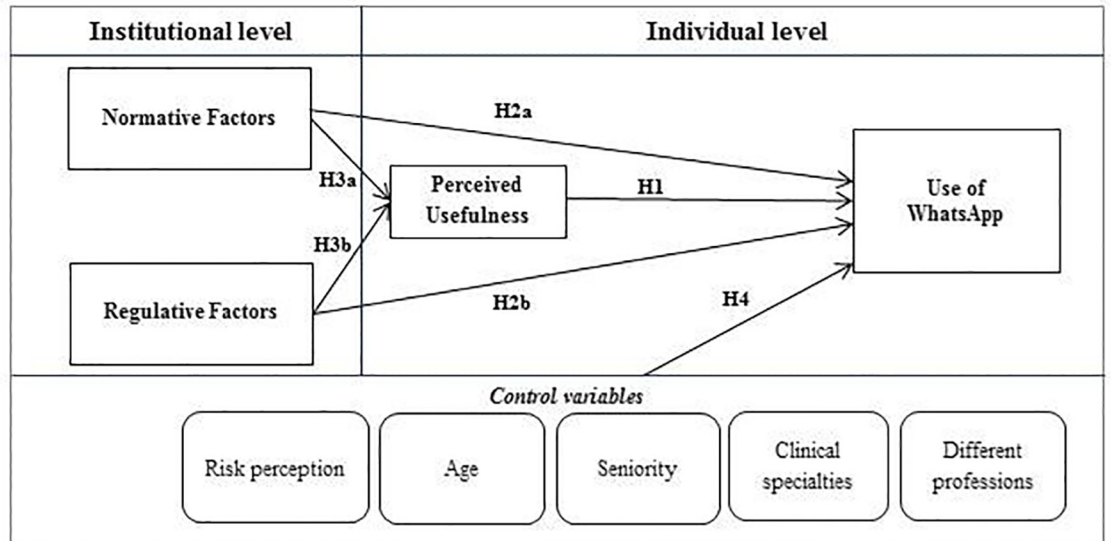 Institutional level
Individual level
Normative Factors
H2a
H3a
Perceived
Usefulness
H1
Use of
WhatsApp
H3b
Regulative Factors
H2b
H4
Control variables
Risk perception
Age
Seniority
Clinical
specialties
Different
professions